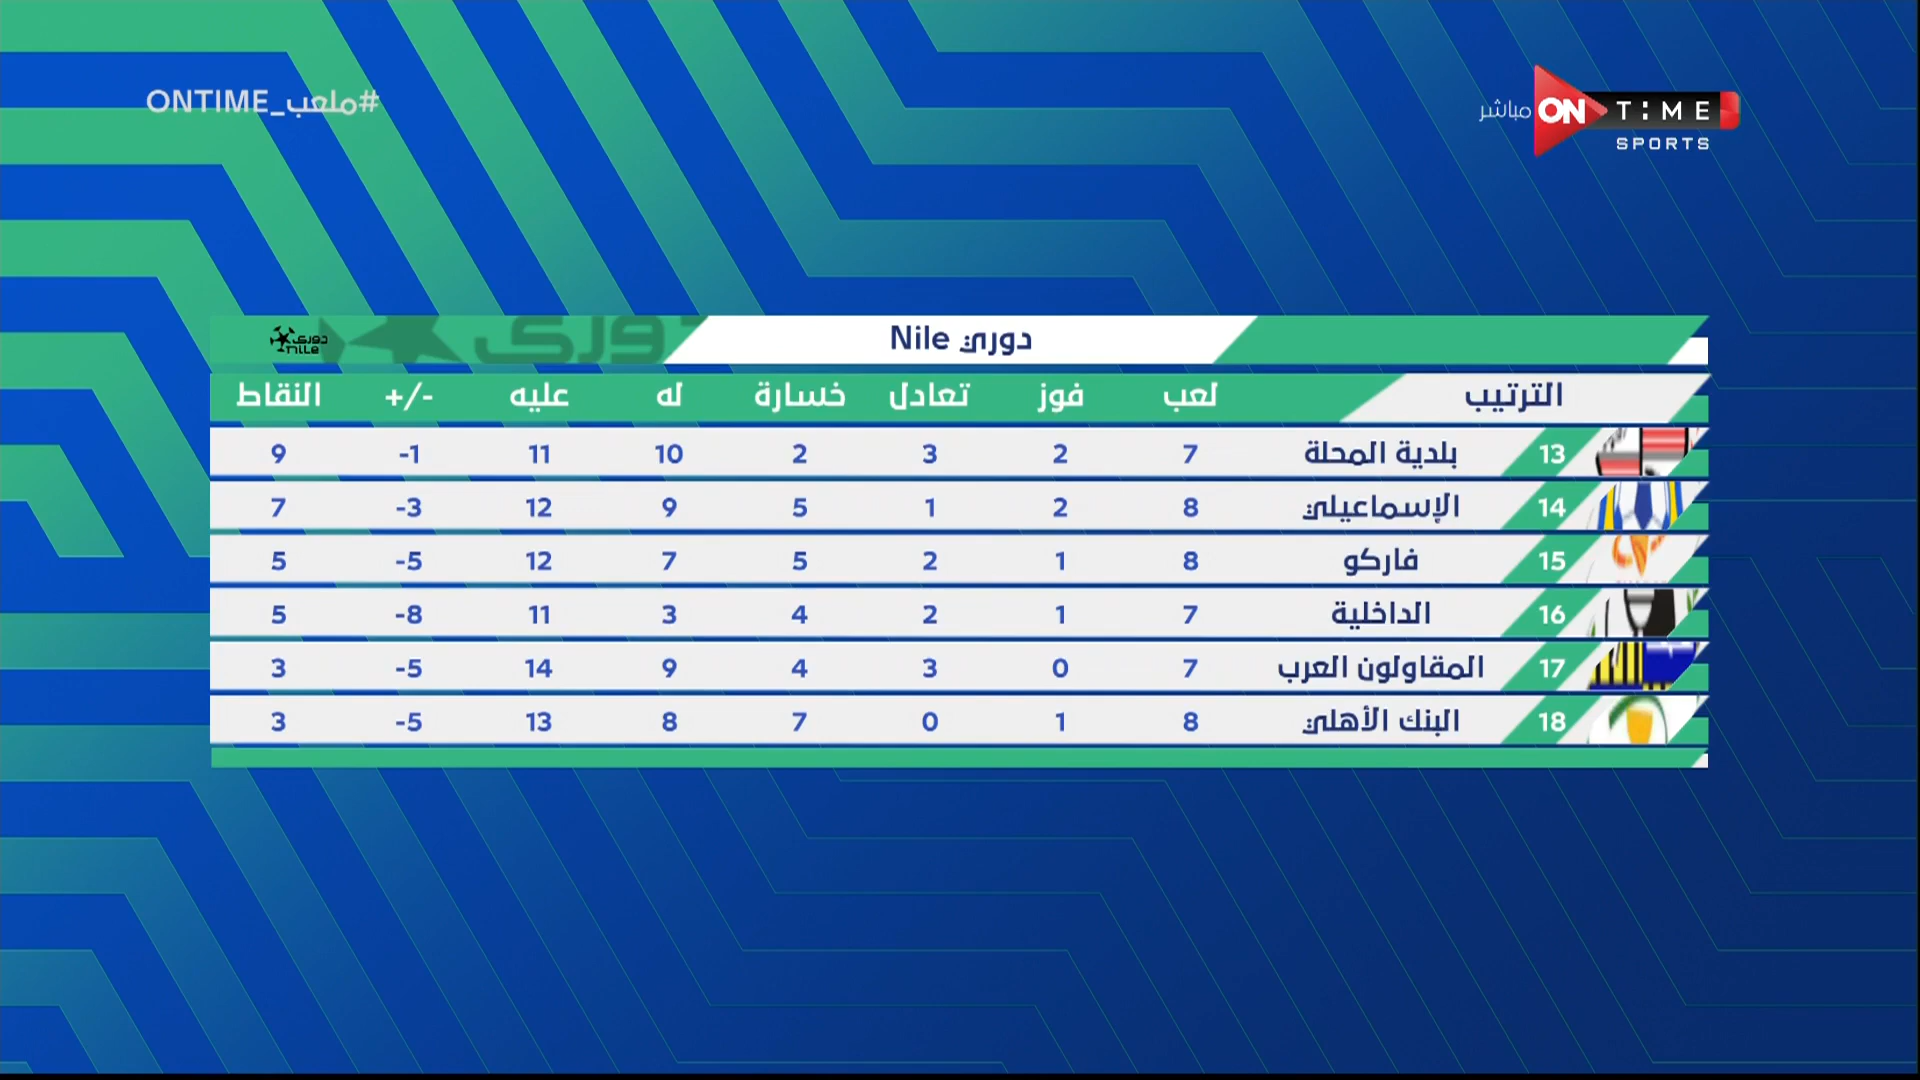 #ملعب_ONTIME
مباشر ON TIME
SPORTS
دوري Nile
دوري nile
الترتيب لعب فوز تعادل خسارة له عليه +/- النقاط
13 بلدية المحلة 7 2 3 2 10 11 -1 9
14 الإسماعيلي 8 2 1 5 9 12 -3 7
15 فاركو 8 1 2 5 7 12 -5 5
16 الداخلية 7 1 2 4 3 11 -8 5
17 المقاولون العرب 7 0 3 4 9 14 -5 3
18 البنك الأهلي 8 1 0 7 8 13 -5 3